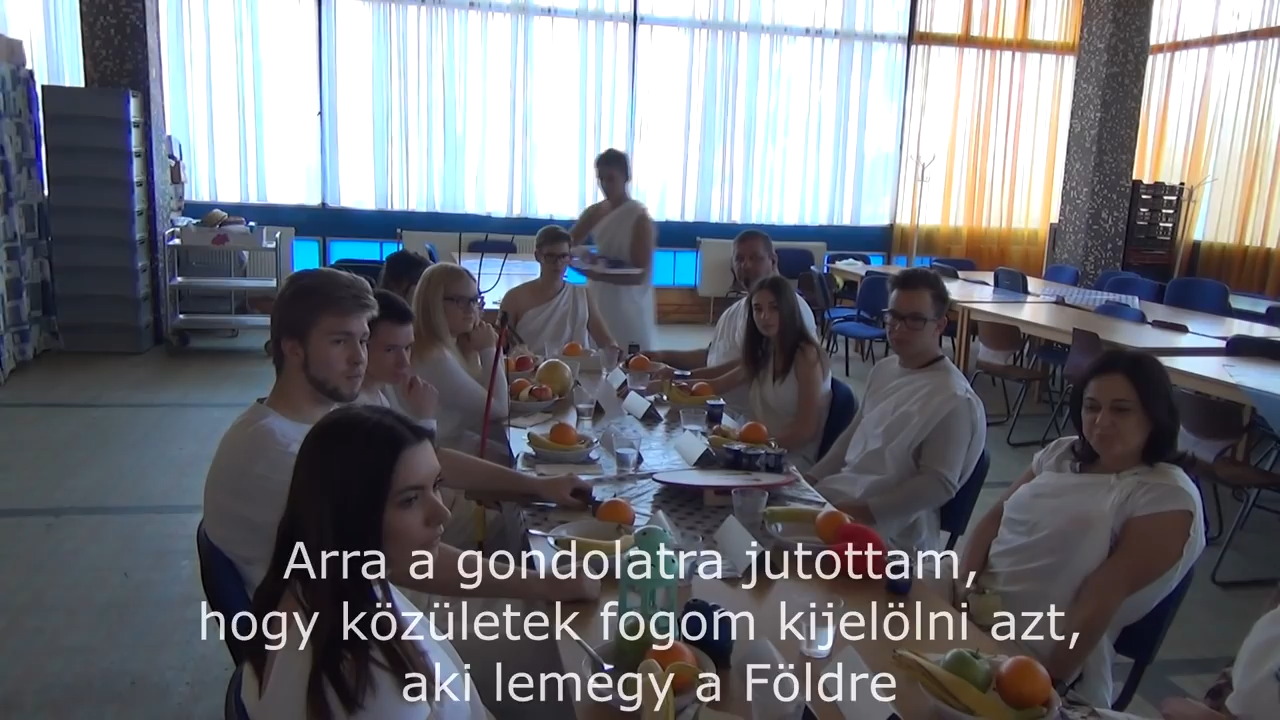 Arra a gondolatra jutottam,
hogy közületek fogom kijelölni azt,
aki lemegy a Földre